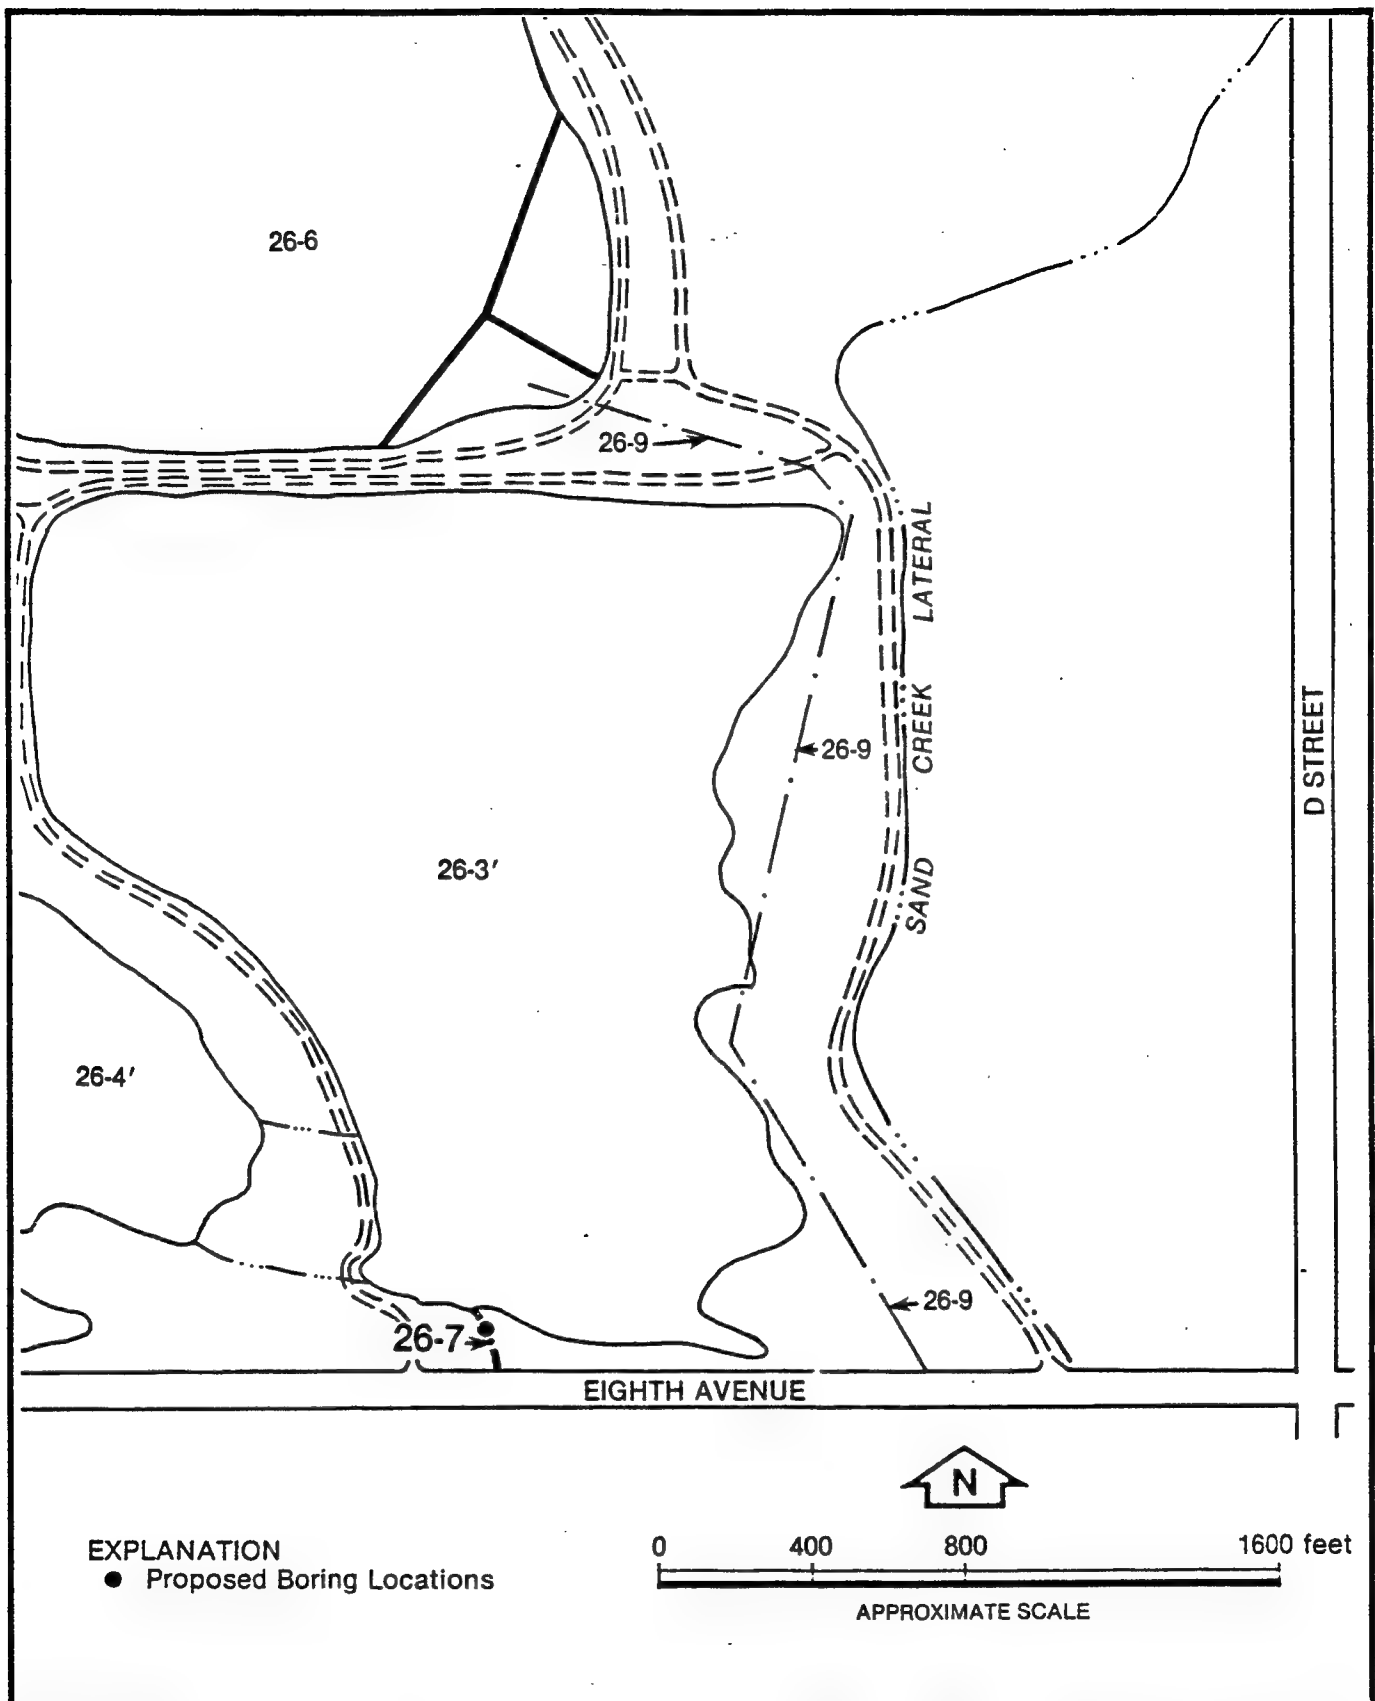 26-6
26-9
SAND CREEK LATERAL
D STREET
26-9
26-3'
26-4'
26-9
26-7
EIGHTH AVENUE
N
EXPLANATION
● Proposed Boring Locations
0 400 800 1600 feet
APPROXIMATE SCALE